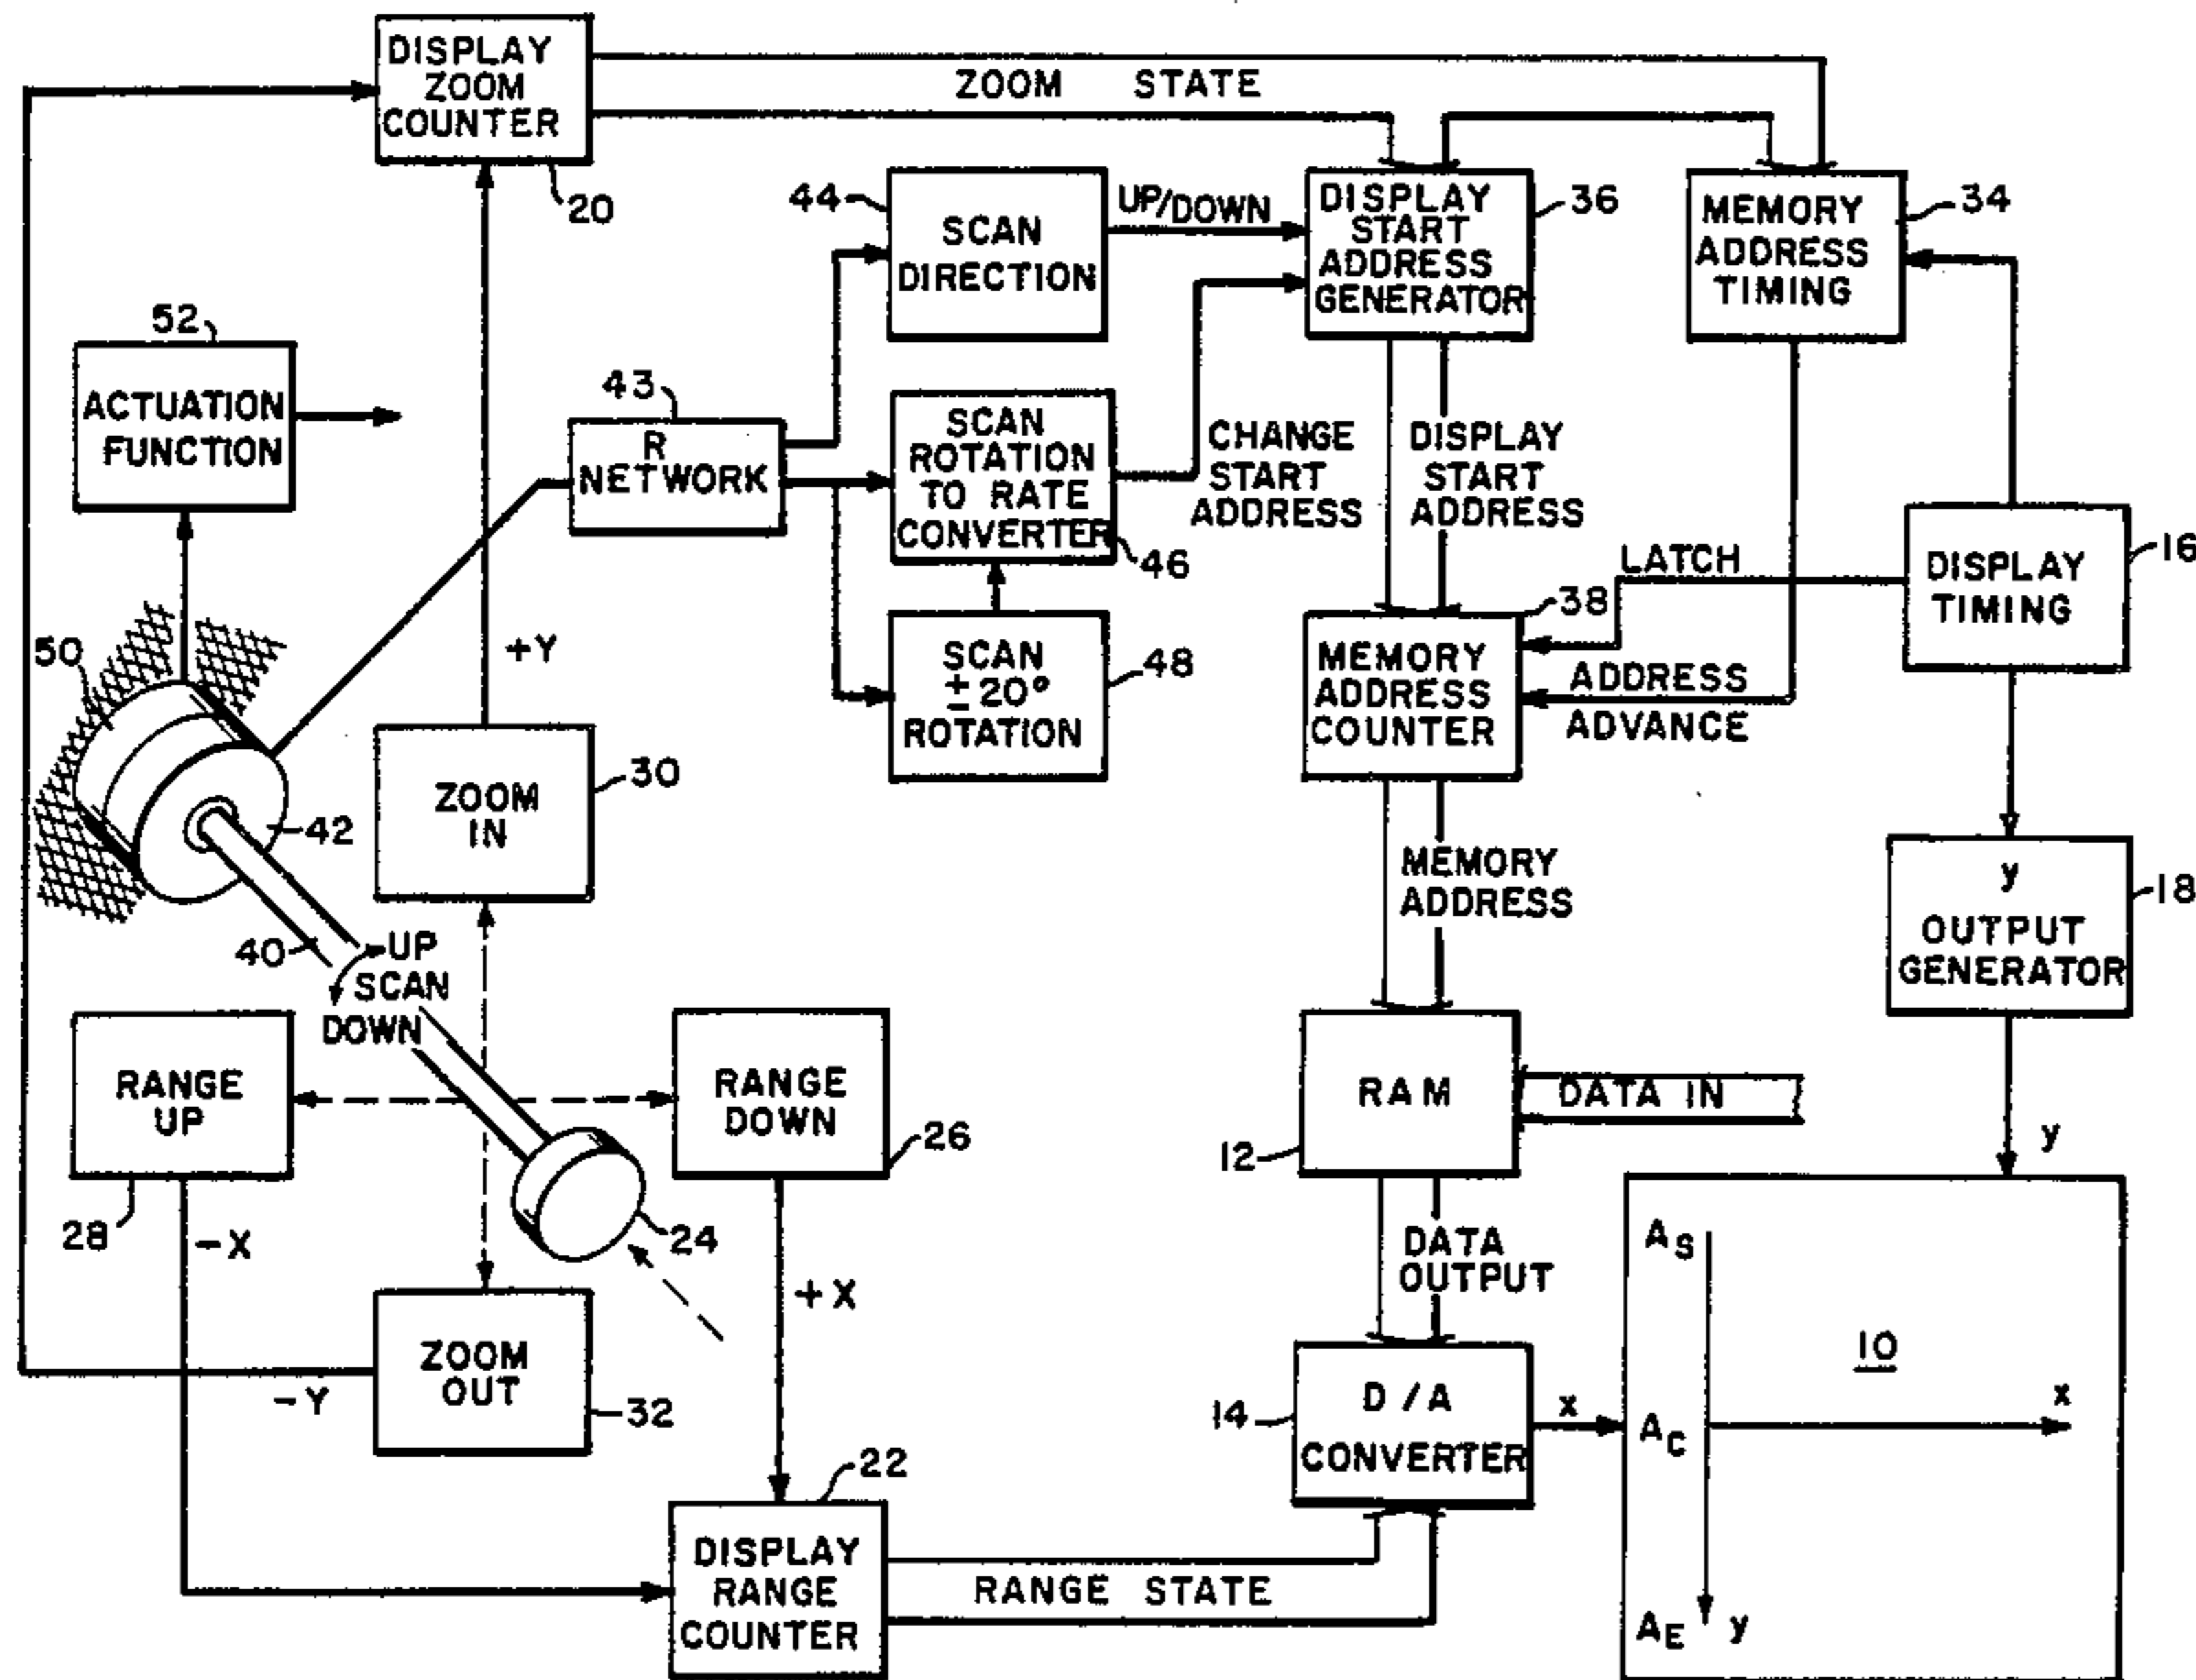 DISPLAY
ZOOM
COUNTER
20
ZOOM STATE
44
SCAN
DIRECTION
UP/DOWN
DISPLAY
START
ADDRESS
GENERATOR
36
MEMORY
ADDRESS
TIMING
34
52
ACTUATION
FUNCTION
43
R
NETWORK
SCAN
ROTATION
TO RATE
CONVERTER
46
CHANGE
START
ADDRESS
DISPLAY
START
ADDRESS
LATCH
DISPLAY
TIMING
16
50
+Y
SCAN
±20°
ROTATION
48
38
MEMORY
ADDRESS
COUNTER
ADDRESS
ADVANCE
42
ZOOM
IN
30
MEMORY
ADDRESS
y
OUTPUT
GENERATOR
18
40
UP
SCAN
DOWN
RANGE
UP
28
-X
RANGE
DOWN
26
24
+X
RAM
12
DATA IN
y
DATA
OUTPUT
ZOOM
OUT
32
-Y
D/A
CONVERTER
14
x
AS
10
AC
x
AE
y
22
DISPLAY
RANGE
COUNTER
RANGE STATE